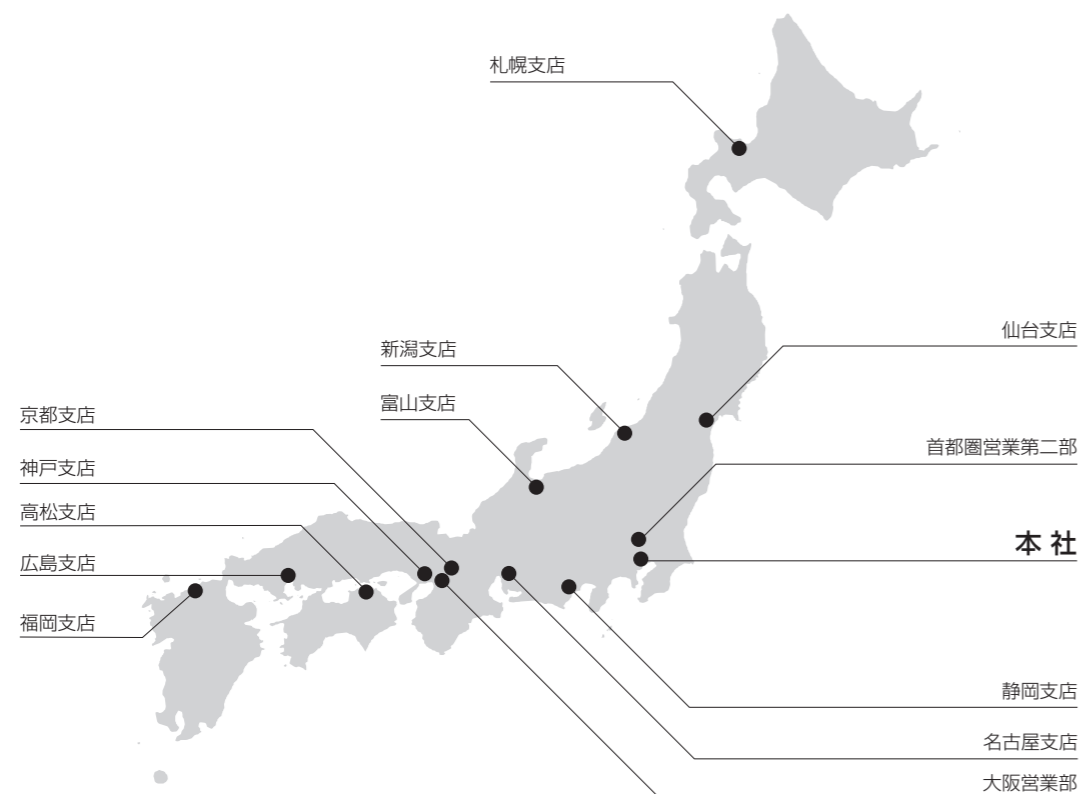 札幌支店
仙台支店
新潟支店
富山支店
京都支店
首都圏営業第二部
神戸支店
高松支店
本社
広島支店
福岡支店
静岡支店
名古屋支店
大阪営業部